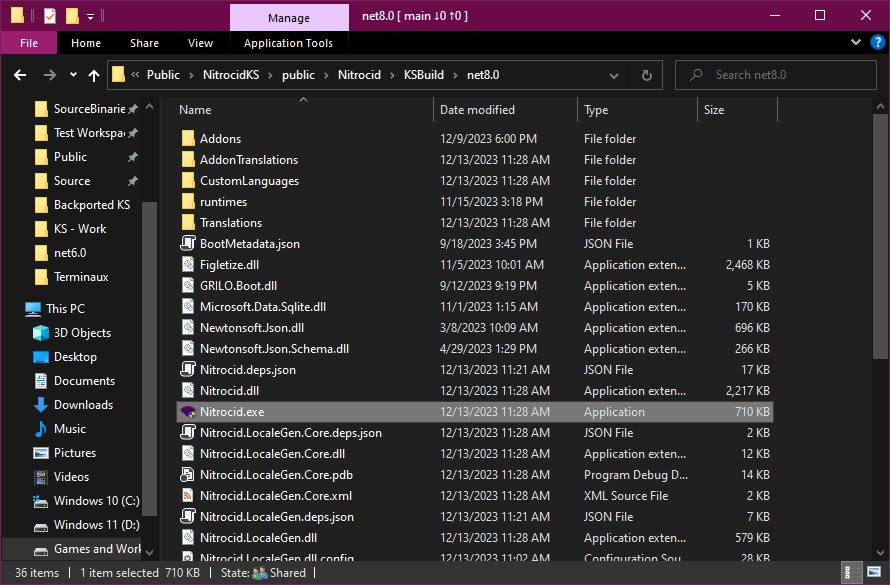 Manage
net8.0 [ main ↓0 ↑0 ]
File
Home
Share
View
Application Tools
« Public › NitrocidKS › public › Nitrocid › KSBuild › net8.0
Search net8.0
SourceBinarie
Test Workspa
Public
Source
Backported KS
KS - Work
net6.0
Terminaux
This PC
3D Objects
Desktop
Documents
Downloads
Music
Pictures
Videos
Windows 10 (C:)
Windows 11 (D:)
Games and Work
Name Date modified Type Size
Addons 12/9/2023 6:00 PM File folder
AddonTranslations 12/13/2023 11:28 AM File folder
CustomLanguages 12/13/2023 11:28 AM File folder
runtimes 11/15/2023 3:18 PM File folder
Translations 12/13/2023 11:28 AM File folder
BootMetadata.json 9/18/2023 3:45 PM JSON File 1 KB
Figletize.dll 11/5/2023 10:01 AM Application exten... 2,468 KB
GRILO.Boot.dll 9/12/2023 9:19 PM Application exten... 5 KB
Microsoft.Data.Sqlite.dll 11/1/2023 1:15 AM Application exten... 170 KB
Newtonsoft.Json.dll 3/8/2023 10:09 AM Application exten... 696 KB
Newtonsoft.Json.Schema.dll 4/29/2023 1:29 PM Application exten... 266 KB
Nitrocid.deps.json 12/13/2023 11:21 AM JSON File 17 KB
Nitrocid.dll 12/13/2023 11:28 AM Application exten... 2,217 KB
Nitrocid.exe 12/13/2023 11:28 AM Application 710 KB
Nitrocid.LocaleGen.Core.deps.json 12/13/2023 11:28 AM JSON File 2 KB
Nitrocid.LocaleGen.Core.dll 12/13/2023 11:28 AM Application exten... 12 KB
Nitrocid.LocaleGen.Core.pdb 12/13/2023 11:28 AM Program Debug D... 14 KB
Nitrocid.LocaleGen.Core.xml 12/13/2023 11:28 AM XML Source File 2 KB
Nitrocid.LocaleGen.deps.json 12/13/2023 11:21 AM JSON File 7 KB
Nitrocid.LocaleGen.dll 12/13/2023 11:28 AM Application exten... 579 KB
Nitrocid.LocaleGen.dll.config 12/13/2023 11:02 AM Configuration Sou... 28 KB
36 items 1 item selected 710 KB State: Shared